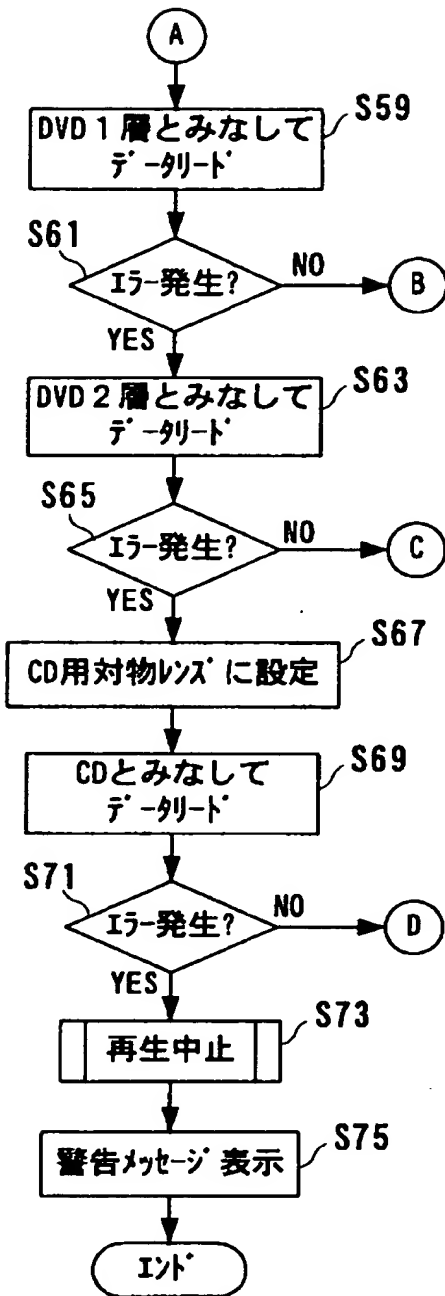 A
S59
DVD1層とみなして
データリード
S61
エラー発生?
NO
B
YES
S63
DVD2層とみなして
データリード
S65
エラー発生?
NO
C
YES
S67
CD用対物レンズに設定
S69
CDとみなして
データリード
S71
エラー発生?
NO
D
YES
S73
再生中止
S75
警告メッセージ表示
エンド